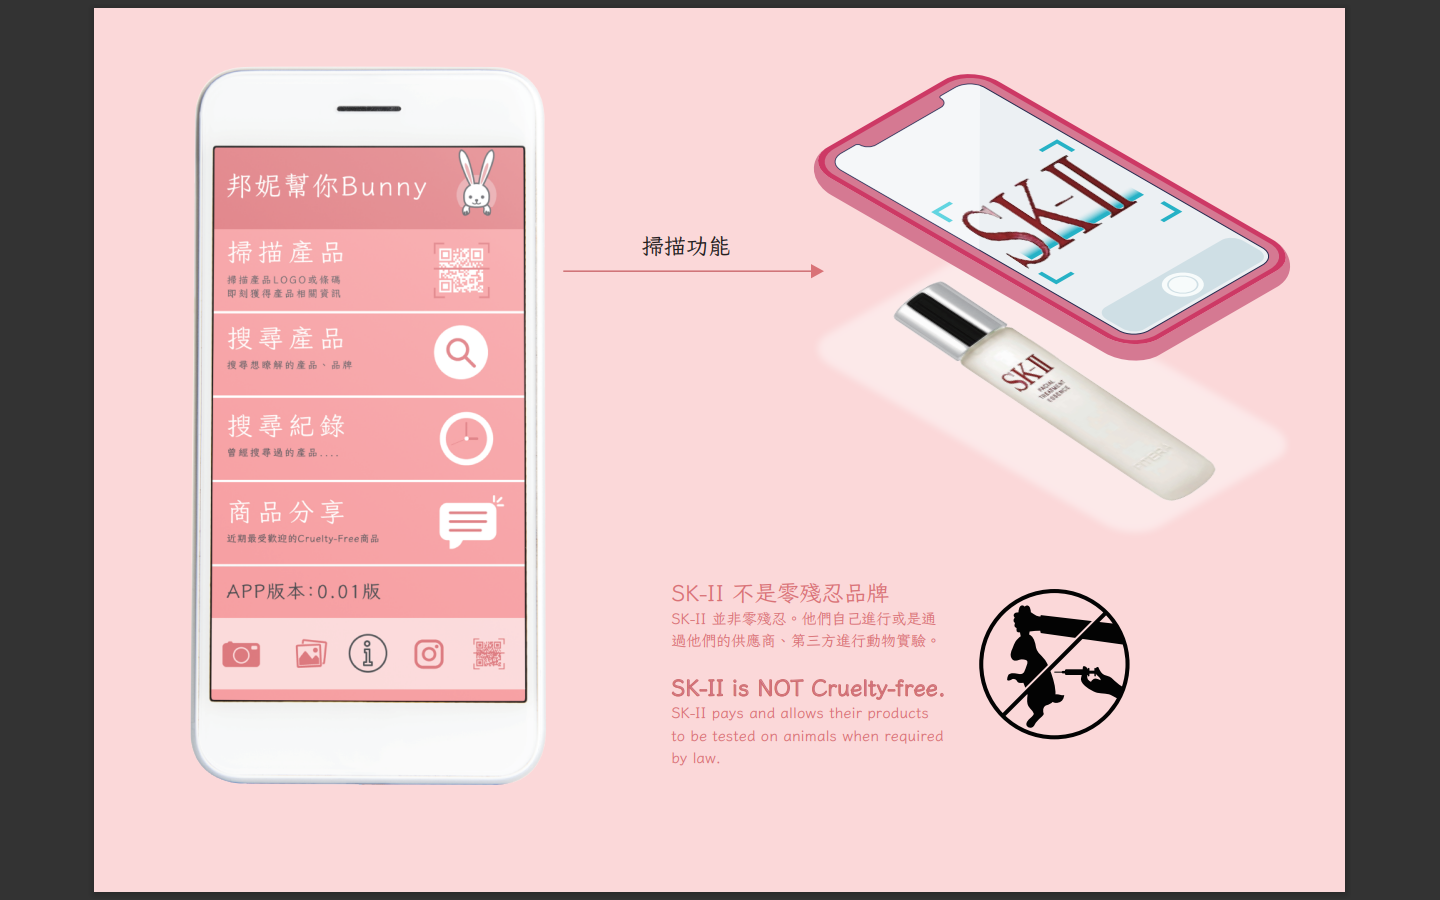 邦妮幫你Bunny
掃描產品
掃描產品LOGO或條碼
即刻獲得產品相關資訊
搜尋產品
搜尋想瞭解的產品、品牌
搜尋紀錄
曾經搜尋過的產品....
商品分享
近期最受歡迎的Cruelty-Free商品
APP版本:0.01版
掃描功能
SK-II
SK-II
FACIAL
TREATMENT
ESSENCE
SK-II 不是零殘忍品牌
SK-II 並非零殘忍。他們自己進行或是通
過他們的供應商、第三方進行動物實驗。
SK-II is NOT Cruelty-free.
SK-II pays and allows their products
to be tested on animals when required
by law.